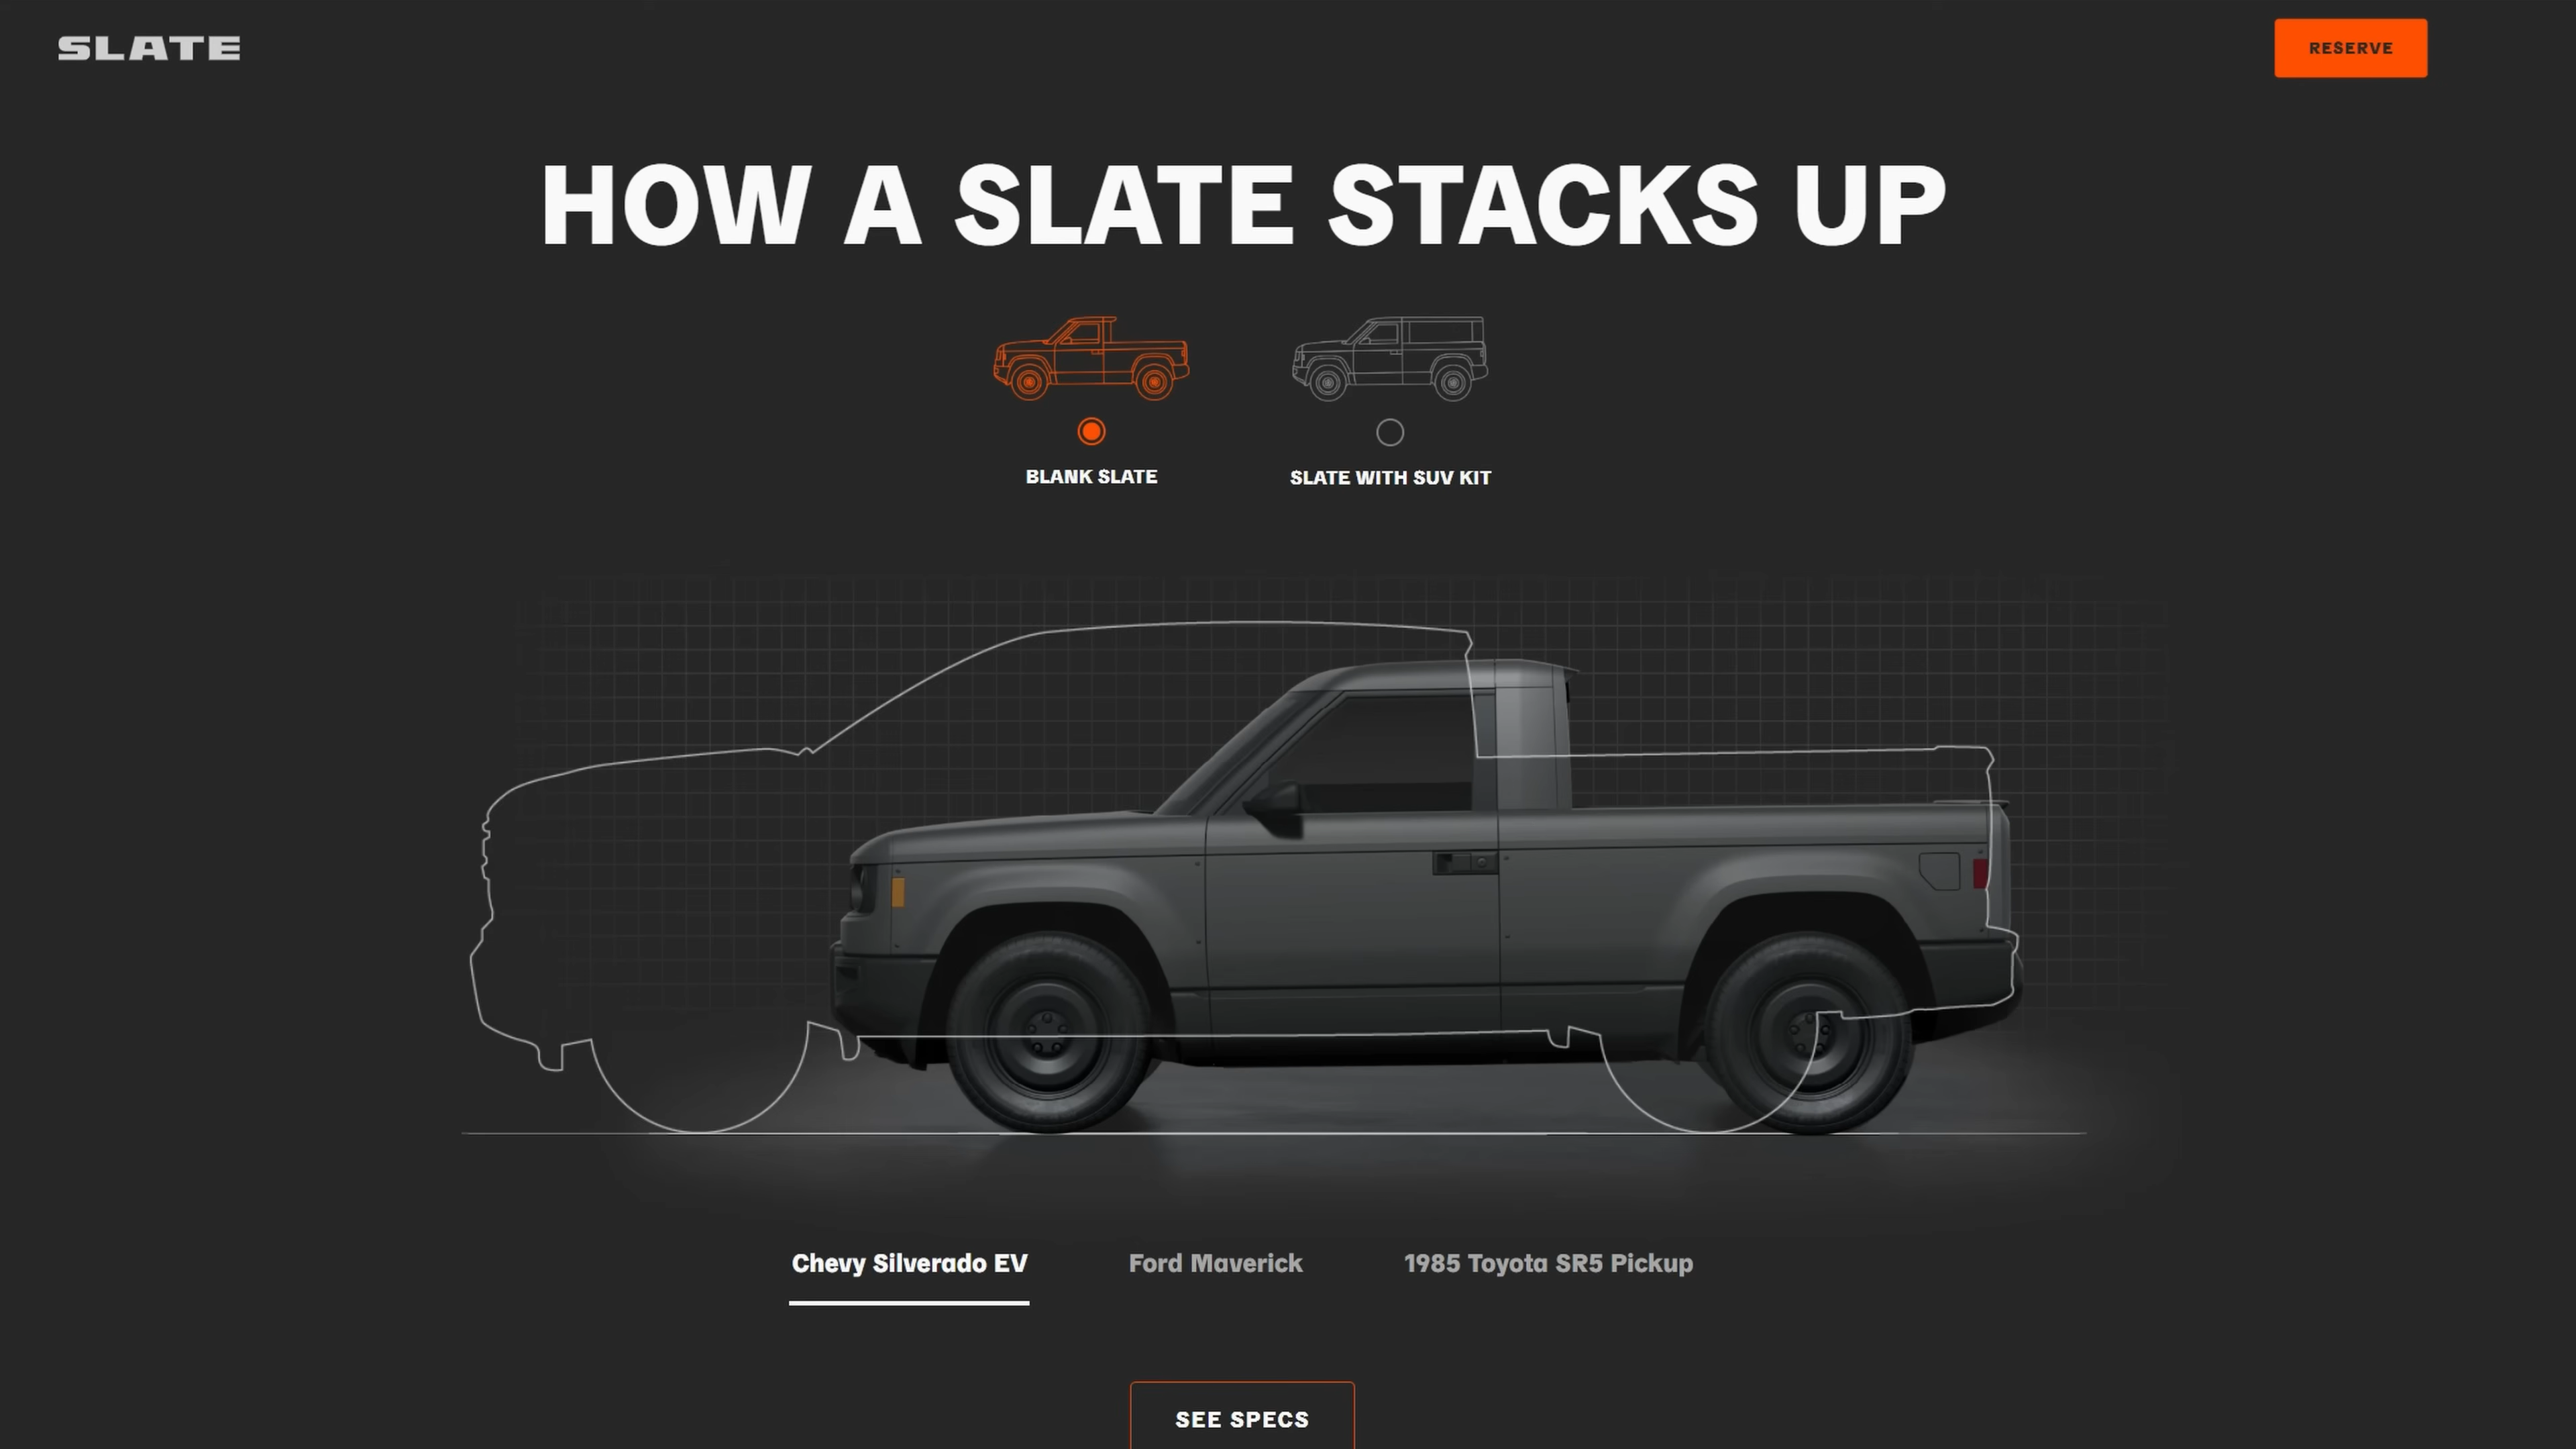 SLATE
RESERVE
HOW A SLATE STACKS UP
BLANK SLATE
SLATE WITH SUV KIT
Chevy Silverado EV
Ford Maverick
1985 Toyota SR5 Pickup
SEE SPECS